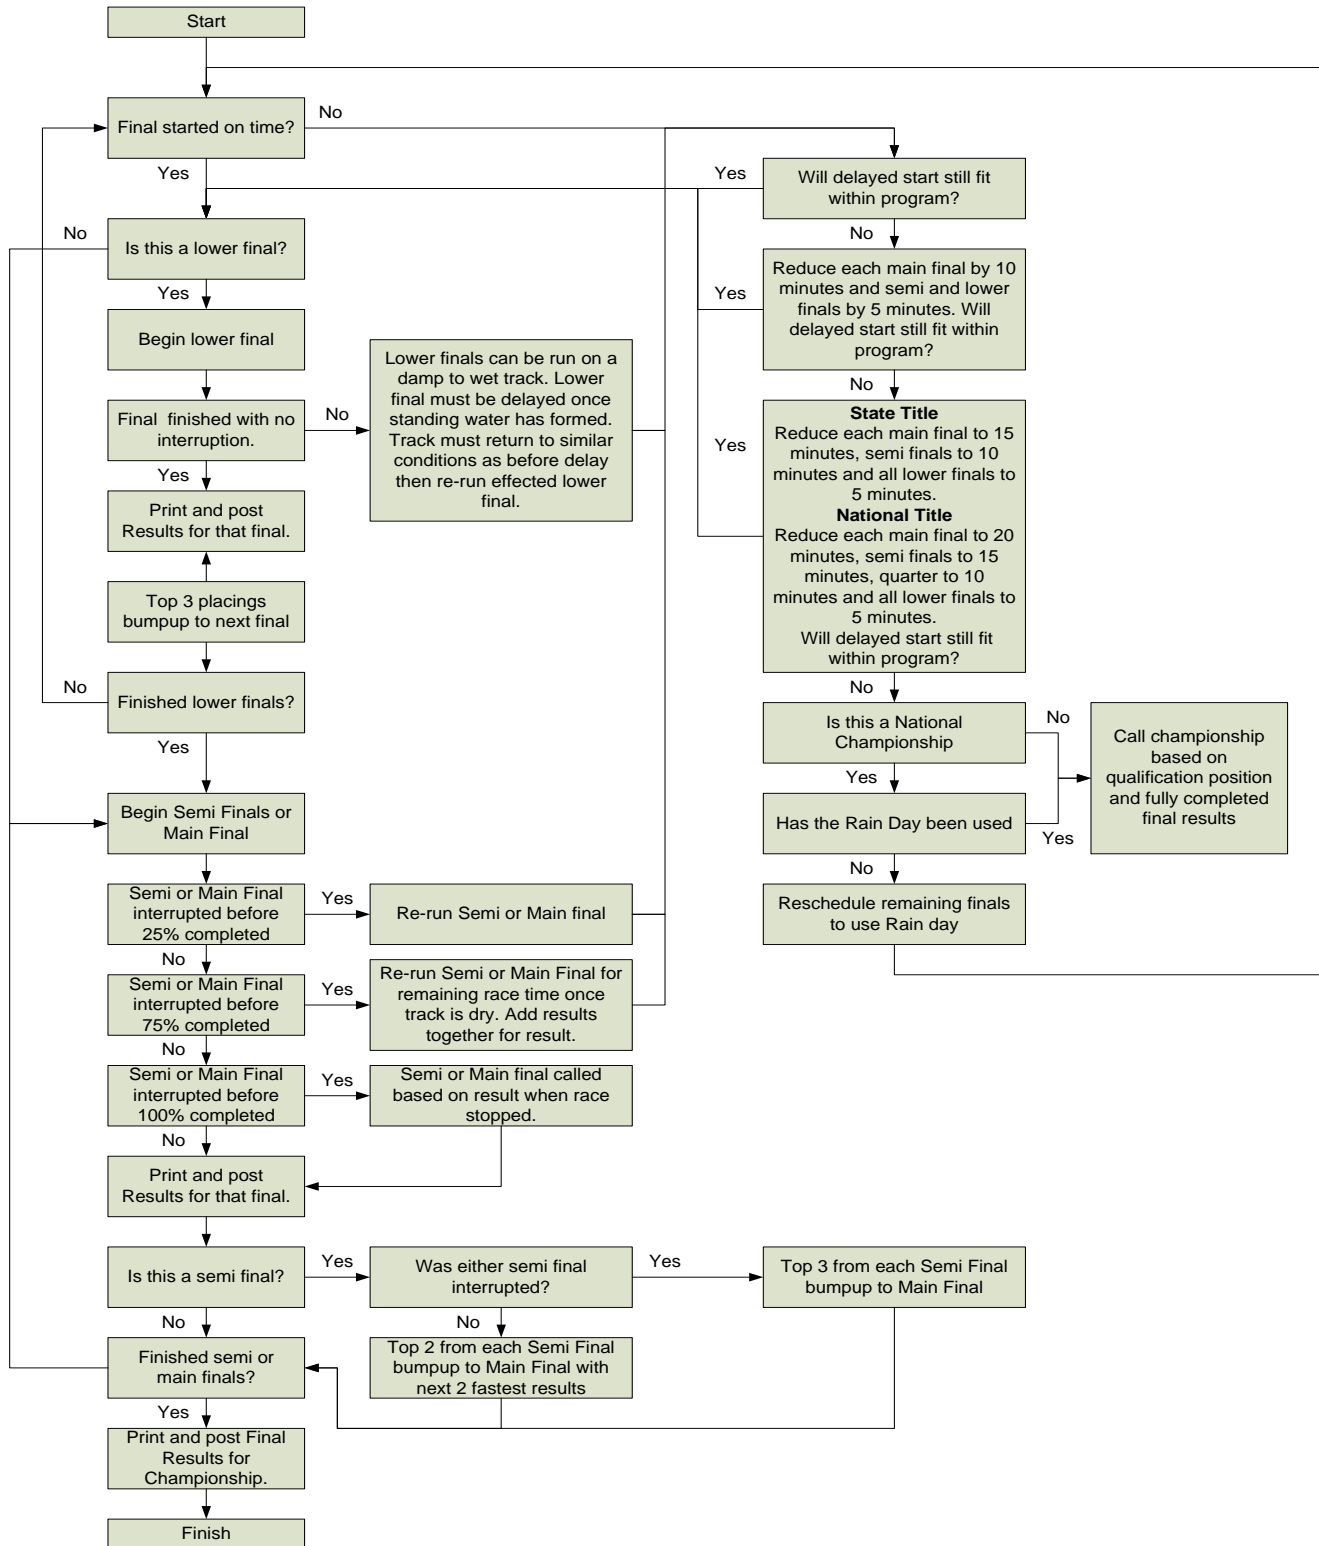 Start
Final started on time?
No
Yes
Will delayed start still fit
within program?
Yes
No
Is this a lower final?
No
Yes
Reduce each main final by 10
minutes and semi and lower
finals by 5 minutes. Will
delayed start still fit within
program?
Yes
No
Begin lower final
Lower finals can be run on a
damp to wet track. Lower
final must be delayed once
standing water has formed.
Track must return to similar
conditions as before delay
then re-run effected lower
final.
Final  finished with no
interruption.
No
Yes
State Title
Reduce each main final to 15
minutes, semi finals to 10
minutes and all lower finals to
5 minutes.
National Title
Reduce each main final to 20
minutes, semi finals to 15
minutes, quarter to 10
minutes and all lower finals to
5 minutes.
Will delayed start still fit
within program?
Yes
No
Print and post
Results for that final.
Top 3 placings
bumpup to next final
Finished lower finals?
No
Yes
Is this a National
Championship
No
Yes
Call championship
based on
qualification position
and fully completed
final results
Has the Rain Day been used
Yes
No
Reschedule remaining finals
to use Rain day
Begin Semi Finals or
Main Final
Semi or Main Final
interrupted before
25% completed
Yes
Re-run Semi or Main final
No
Semi or Main Final
interrupted before
75% completed
Yes
Re-run Semi or Main Final for
remaining race time once
track is dry. Add results
together for result.
No
Semi or Main Final
interrupted before
100% completed
Yes
Semi or Main final called
based on result when race
stopped.
No
Print and post
Results for that final.
Is this a semi final?
Yes
Was either semi final
interrupted?
Yes
Top 3 from each Semi Final
bumpup to Main Final
No
No
Finished semi or
main finals?
Top 2 from each Semi Final
bumpup to Main Final with
next 2 fastest results
Yes
Print and post Final
Results for
Championship.
Finish